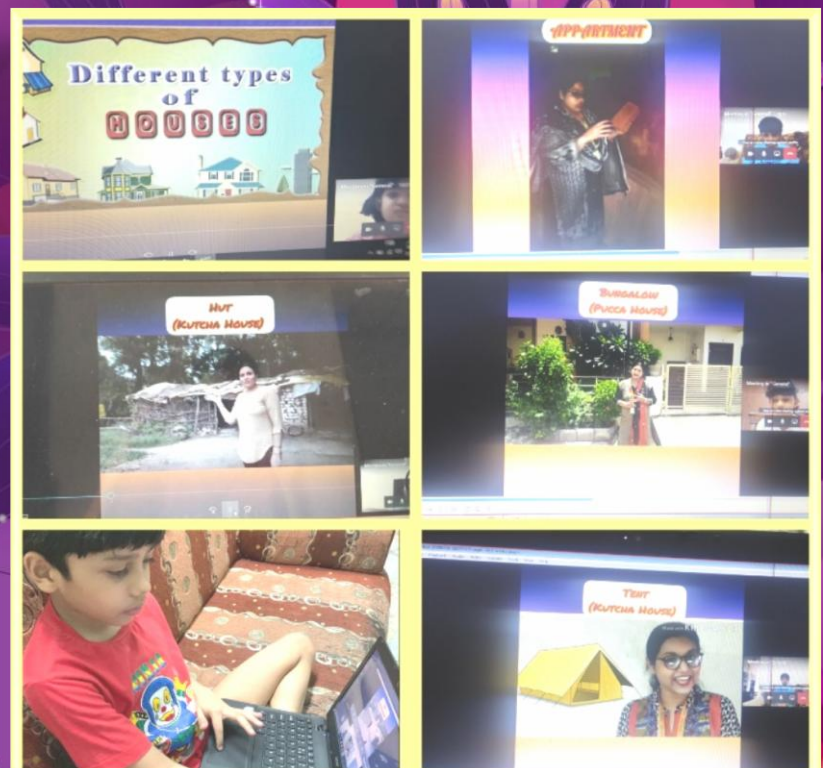 Different types
of
HOUSES
APPARTMENT
HUT
(KUTCHA HOUSE)
BUNGALOW
(PUCCA HOUSE)
TENT
(KUTCHA HOUSE)